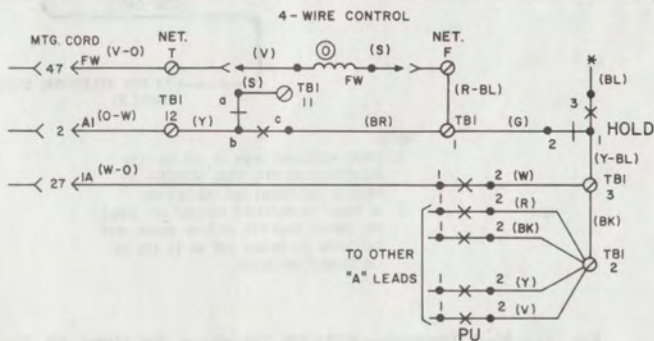 4-WIRE CONTROL
MTG. CORD
NET.
T
NET.
F
47 FW (V-O) (V) O (S)
FW
*
(BL)
(S) TB1
11
(R-BL)
3
a
2 A1 (O-W) TB1
12 (Y) c (BR) TB1
1 (G) 2 1 HOLD
b
(Y-BL)
27 1A (W-O) 1 2 (W) TB1
3
1 2 (R)
(BK)
1 2 (BK)
TO OTHER
"A" LEADS
TB1
2
1 2 (Y)
1 2 (V)
PU